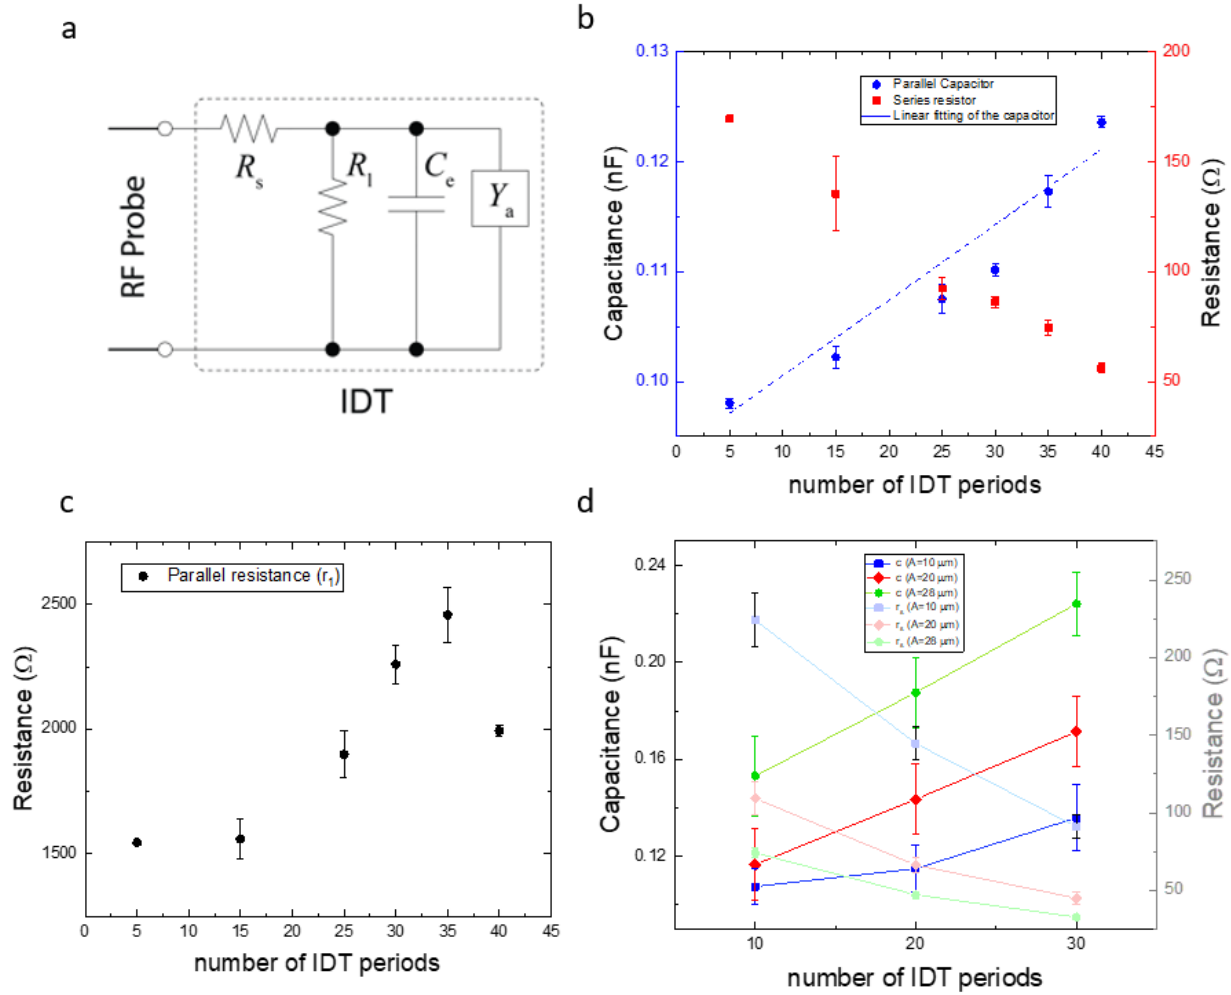 a
RF Probe
Rs
R1
Ce
Ya
IDT
b
0.13
0.12
0.11
0.10
Capacitance (nF)
Parallel Capacitor
Series resistor
Linear fitting of the capacitor
200
150
100
50
Resistance (Ω)
0 5 10 15 20 25 30 35 40 45
number of IDT periods
c
2500
2000
1500
Resistance (Ω)
Parallel resistance (r1)
0 5 10 15 20 25 30 35 40 45
number of IDT periods
d
0.24
0.20
0.16
0.12
Capacitance (nF)
c (A=10 μm)
c (A=20 μm)
c (A=28 μm)
rs (A=10 μm)
rs (A=20 μm)
rs (A=28 μm)
250
200
150
100
50
Resistance (Ω)
10 20 30
number of IDT periods